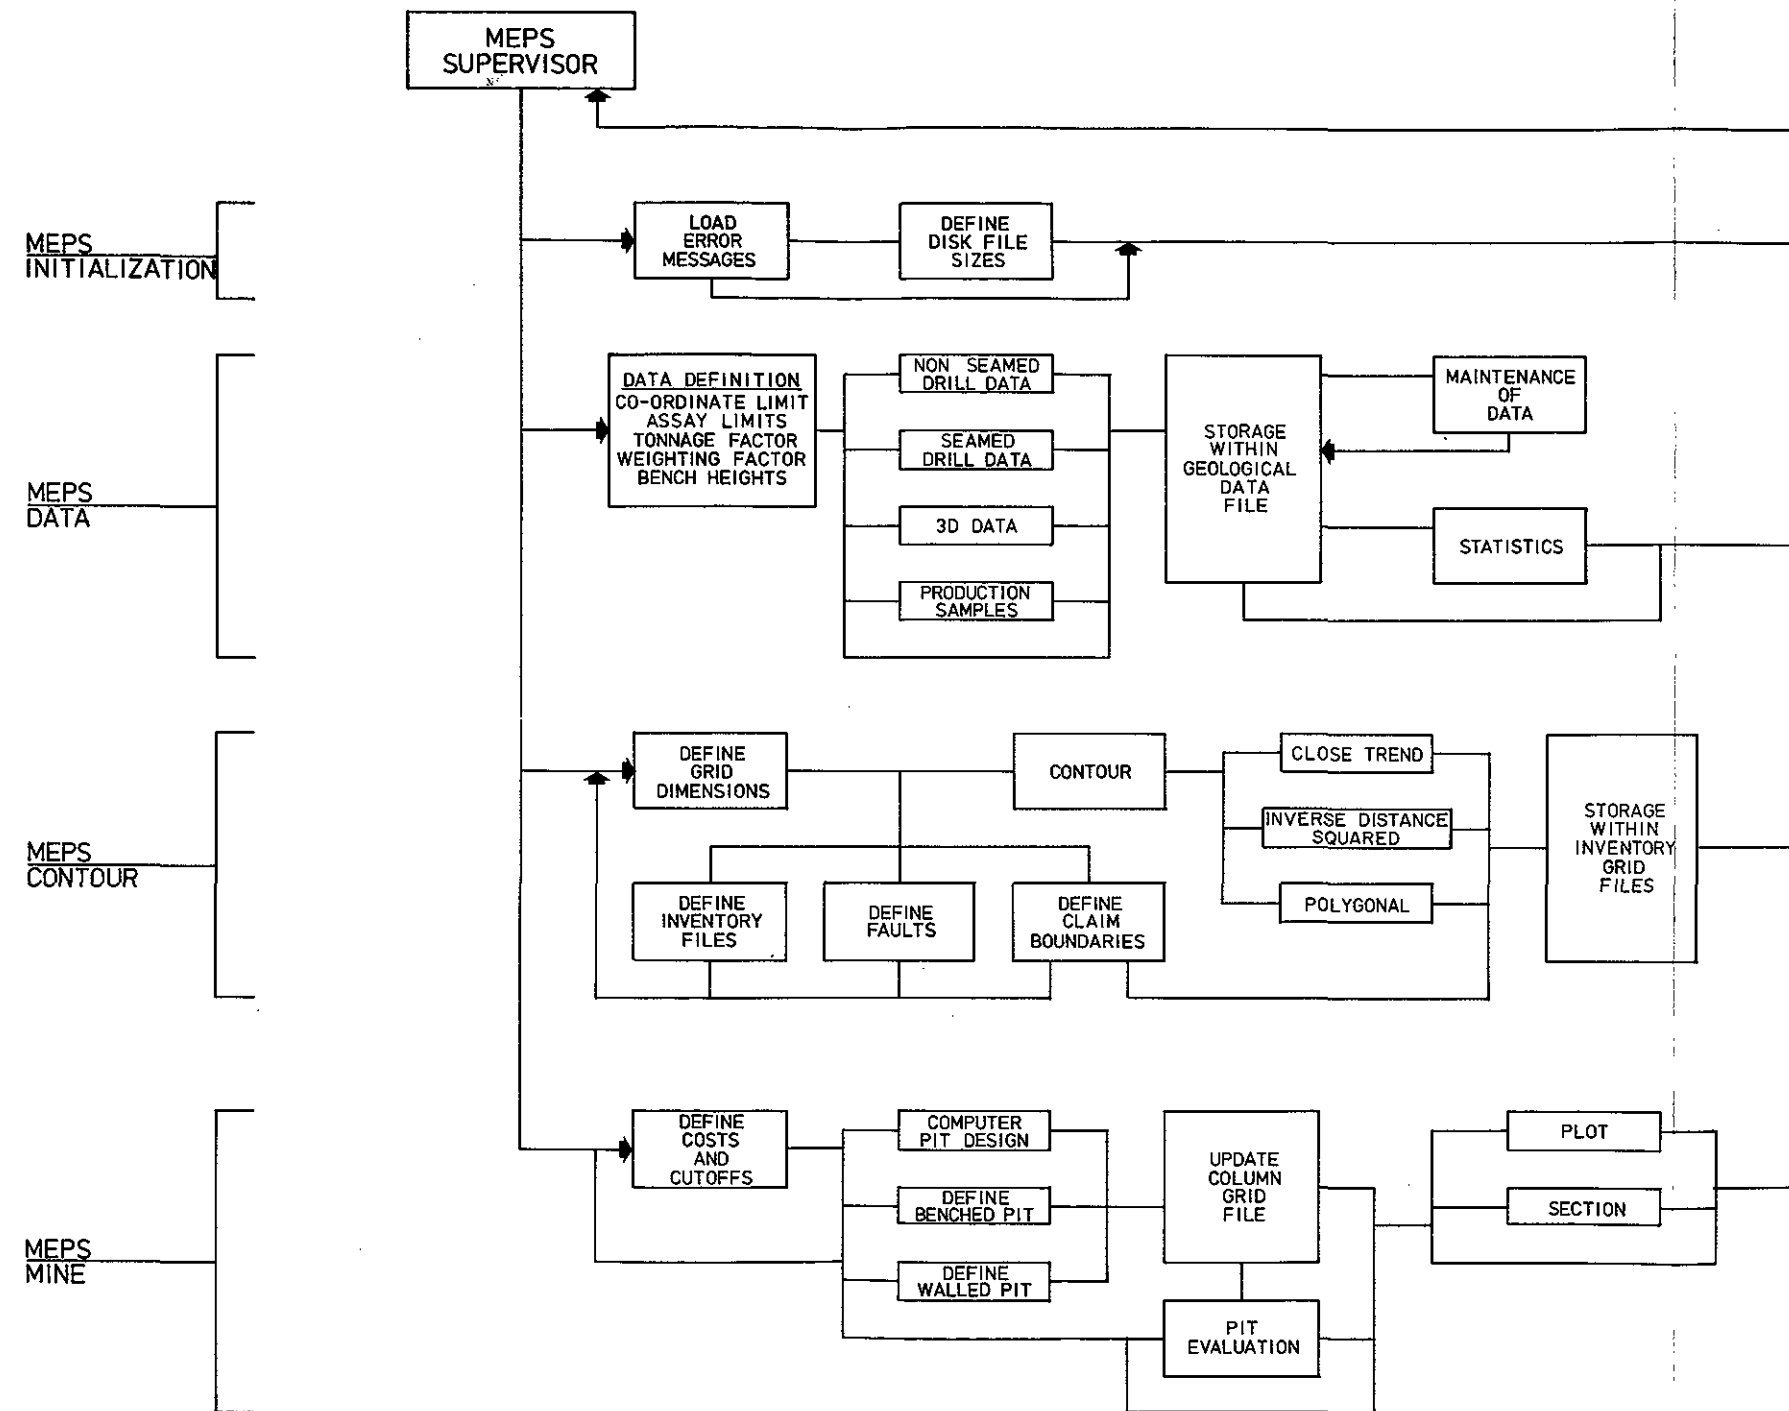 MEPS
SUPERVISOR
MEPS
INITIALIZATION
LOAD
ERROR
MESSAGES
DEFINE
DISK FILE
SIZES
MEPS
DATA
DATA DEFINITION
CO-ORDINATE LIMIT
ASSAY LIMITS
TONNAGE FACTOR
WEIGHTING FACTOR
BENCH HEIGHTS
NON SEAMED
DRILL DATA
SEAMED
DRILL DATA
3D DATA
PRODUCTION
SAMPLES
STORAGE
WITHIN
GEOLOGICAL
DATA
FILE
MAINTENANCE
OF
DATA
STATISTICS
MEPS
CONTOUR
DEFINE
GRID
DIMENSIONS
DEFINE
INVENTORY
FILES
DEFINE
FAULTS
DEFINE
CLAIM
BOUNDARIES
CONTOUR
CLOSE TREND
INVERSE DISTANCE
SQUARED
POLYGONAL
STORAGE
WITHIN
INVENTORY
GRID
FILES
MEPS
MINE
DEFINE
COSTS
AND
CUTOFFS
COMPUTER
PIT DESIGN
DEFINE
BENCHED PIT
DEFINE
WALLED PIT
UPDATE
COLUMN
GRID
FILE
PIT
EVALUATION
PLOT
SECTION